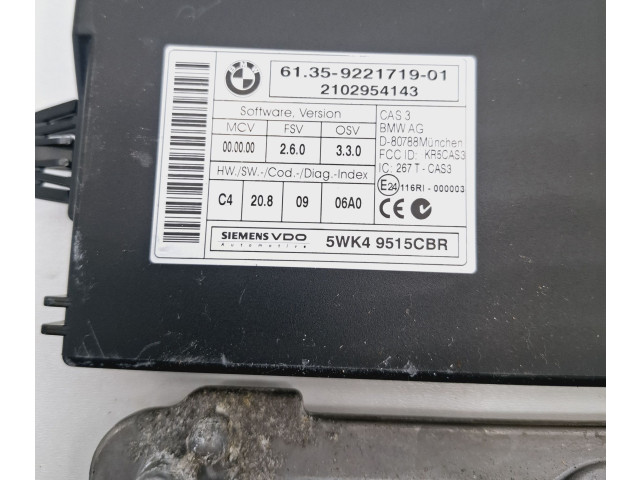 BMW
61.35-9221719-01
2102954143
Software, Version
MCV FSV OSV
00.00.00 2.6.0 3.3.0
HW./SW.-/Cod.-/Diag.-Index
C4 20.8 09 06A0
CAS 3
BMW AG
D-80788München
FCC ID: KR5CAS3
IC: 267 T - CAS3
E24 116RI - 000003
CE
SIEMENS VDO
Automotive
5WK4 9515CBR